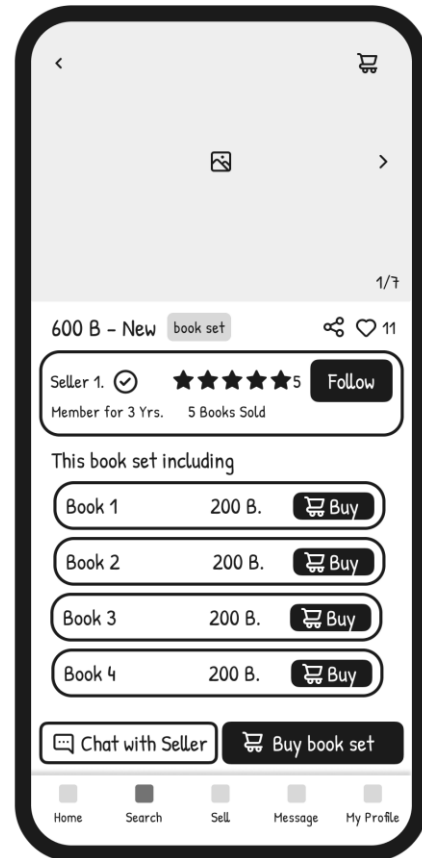 1/7
600 B - New book set 11
Seller 1. 5 Follow
Member for 3 Yrs. 5 Books Sold
This book set including
Book 1 200 B. Buy
Book 2 200 B. Buy
Book 3 200 B. Buy
Book 4 200 B. Buy
Chat with Seller Buy book set
Home Search Sell Message My Profile